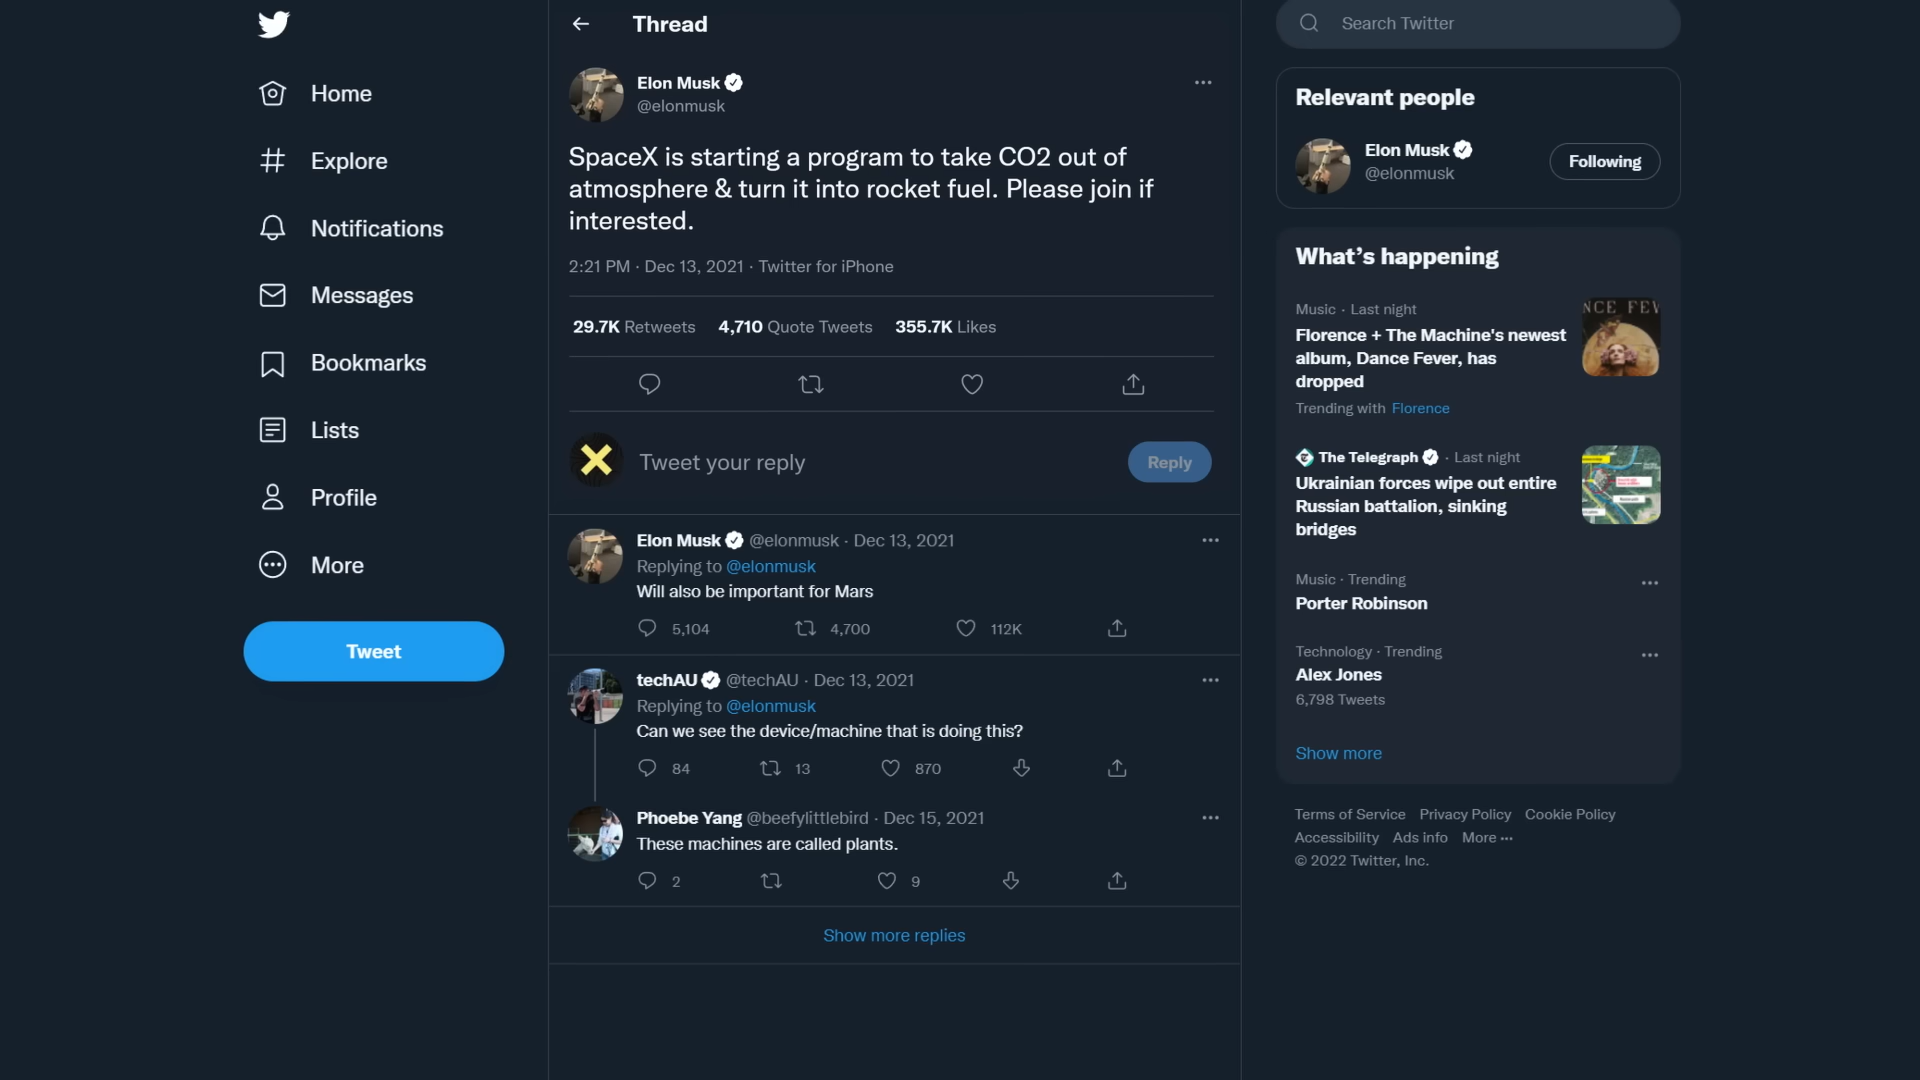 Home
Explore
Notifications
Messages
Bookmarks
Lists
Profile
More
Tweet
Thread
Elon Musk
@elonmusk
SpaceX is starting a program to take CO2 out of
atmosphere & turn it into rocket fuel. Please join if
interested.
2:21 PM · Dec 13, 2021 · Twitter for iPhone
29.7K Retweets 4,710 Quote Tweets 355.7K Likes
Tweet your reply
Reply
Elon Musk @elonmusk · Dec 13, 2021
Replying to @elonmusk
Will also be important for Mars
5,104 4,700 112K
techAU @techAU · Dec 13, 2021
Replying to @elonmusk
Can we see the device/machine that is doing this?
84 13 870
Phoebe Yang @beefylittlebird · Dec 15, 2021
These machines are called plants.
2 9
Show more replies
Search Twitter
Relevant people
Elon Musk
@elonmusk
Following
What's happening
Music · Last night
Florence + The Machine's newest
album, Dance Fever, has
dropped
Trending with Florence
NCE FEV
The Telegraph · Last night
Ukrainian forces wipe out entire
Russian battalion, sinking
bridges
Music · Trending
Porter Robinson
Technology · Trending
Alex Jones
6,798 Tweets
Show more
Terms of Service Privacy Policy Cookie Policy
Accessibility Ads info More ···
© 2022 Twitter, Inc.